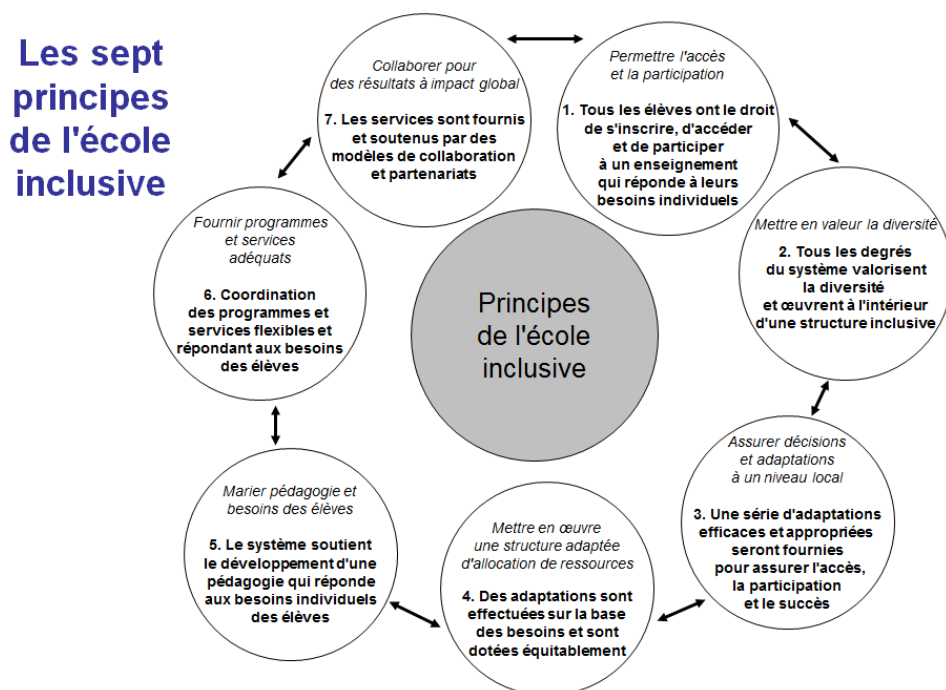 Les sept
principes
de l'école
inclusive
Permettre l'accès
et la participation
1. Tous les élèves ont le droit
de s'inscrire, d'accéder
et de participer
à un enseignement
qui réponde à leurs
besoins individuels
Mettre en valeur la diversité
2. Tous les degrés
du système valorisent
la diversité
et œuvrent à l'intérieur
d'une structure inclusive
Assurer décisions
et adaptations
à un niveau local
3. Une série d'adaptations
efficaces et appropriées
seront fournies
pour assurer l'accès,
la participation
et le succès
Mettre en œuvre
une structure adaptée
d'allocation de ressources
4. Des adaptations sont
effectuées sur la base
des besoins et sont
dotées équitablement
Marier pédagogie et
besoins des élèves
5. Le système soutient
le développement d'une
pédagogie qui réponde
aux besoins individuels
des élèves
Fournir programmes
et services
adéquats
6. Coordination
des programmes et
services flexibles et
répondant aux besoins
des élèves
Collaborer pour
des résultats à impact global
7. Les services sont fournis
et soutenus par des
modèles de collaboration
et partenariats
Principes
de l'école
inclusive